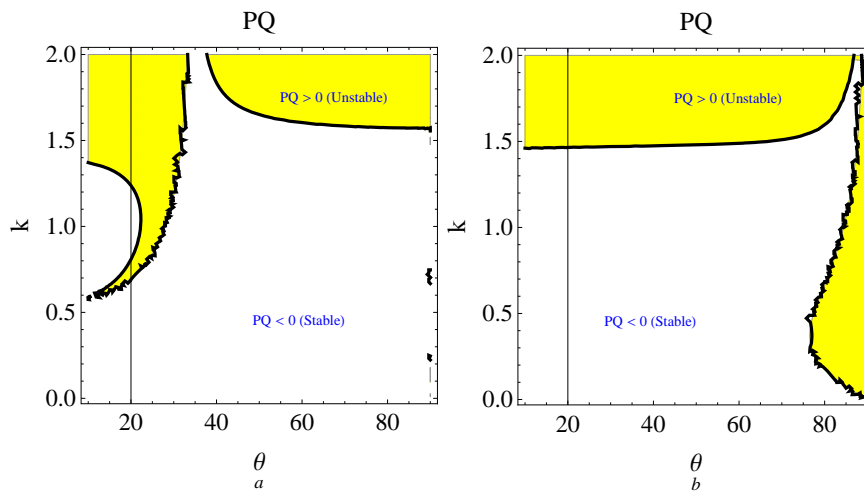 PQ
2.0
1.5
1.0
0.5
0.0
k
PQ > 0 (Unstable)
PQ < 0 (Stable)
20
40
60
80
θ
a
PQ
2.0
1.5
1.0
0.5
0.0
k
PQ > 0 (Unstable)
PQ < 0 (Stable)
20
40
60
80
θ
b